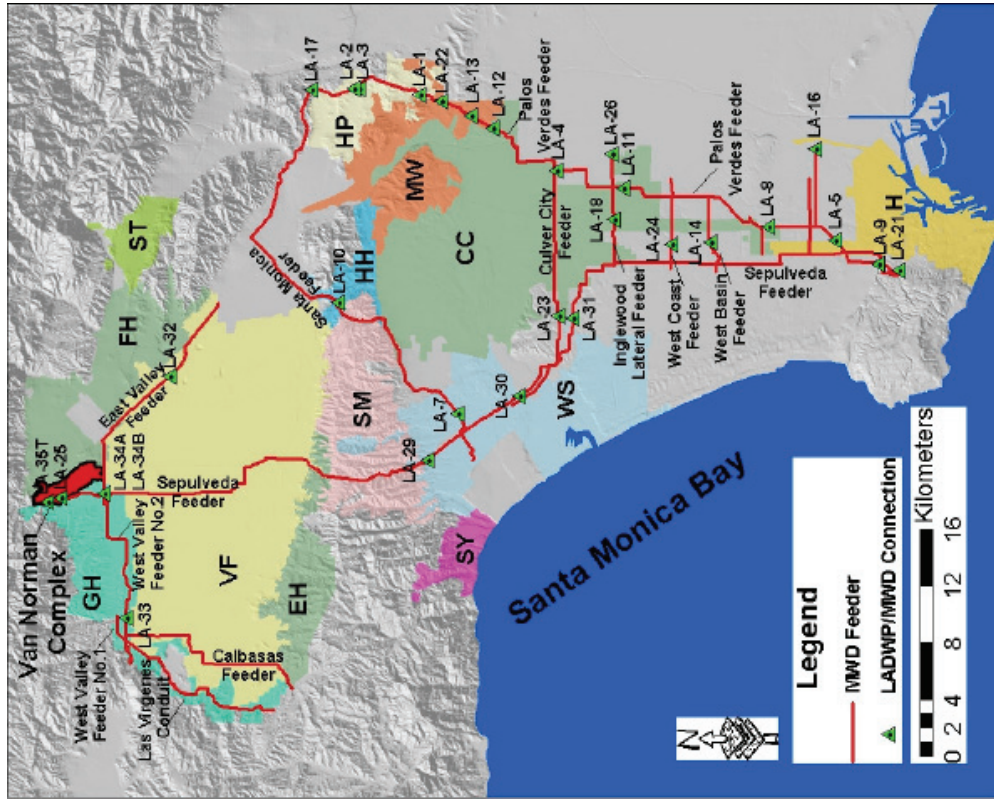 Van Norman
Complex
LA-35T
LA-25
GH
FH
ST
West Valley
Feeder No.1
LA-33
West Valley
Feeder No.2
LA-34A
LA-34B
East Valley
Feeder
LA-32
Las Virgenes
Conduit
Sepulveda
Feeder
VF
Calbasas
Feeder
EH
Santa Monica
Feeder
LA-17
LA-2
LA-3
HP
LA-10
HH
MW
LA-1
LA-22
SM
LA-29
LA-7
CC
LA-13
LA-12
SY
Palos
Verdes Feeder
LA-30
WS
LA-23
LA-31
Culver City
Feeder
LA-4
LA-18
LA-26
LA-11
Inglewood
Lateral Feeder
LA-24
West Coast
Feeder
LA-14
West Basin
Feeder
Palos
Verdes Feeder
LA-8
Sepulveda
Feeder
LA-16
LA-5
LA-9
LA-21
H
Santa Monica Bay
N
Legend
MWD Feeder
LADWP/MWD Connection
Kilometers
0 2 4 8 12 16